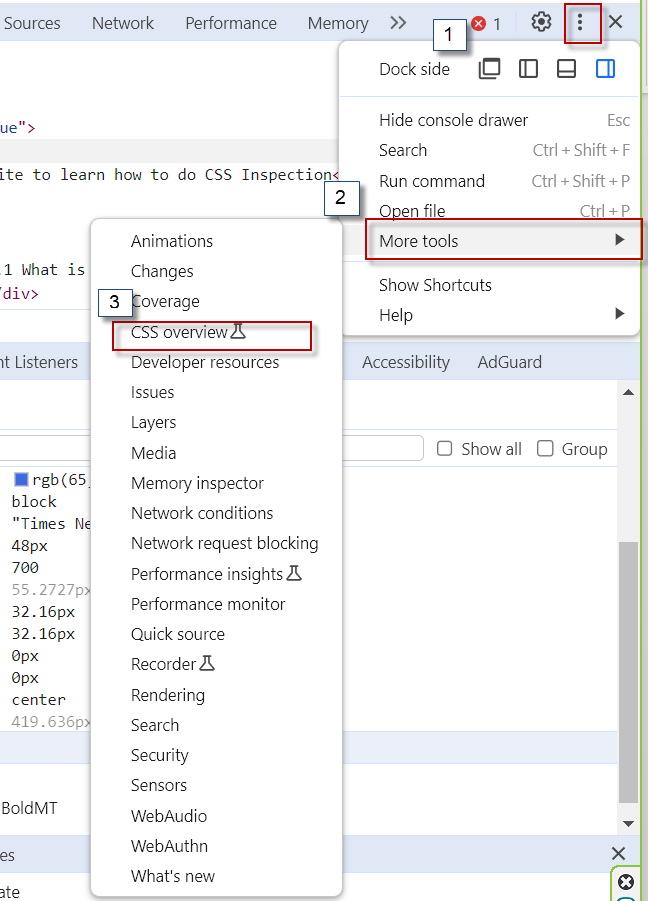 Sources Network Performance Memory 1
1
Dock side
Hide console drawer Esc
Search Ctrl + Shift + F
Run command Ctrl + Shift + P
Open file Ctrl + P
2
More tools
Show Shortcuts
Help
ue">
ite to learn how to do CSS Inspection<
.1 What is
/div>
Animations
Changes
3
Coverage
CSS overview
Developer resources
Issues
Layers
Media
Memory inspector
Network conditions
Network request blocking
Performance insights
Performance monitor
Quick source
Recorder
Rendering
Search
Security
Sensors
WebAudio
WebAuthn
What's new
nt Listeners Accessibility AdGuard
Show all Group
rgb(65,
block
"Times Ne
48px
700
55.2727px
32.16px
32.16px
0px
0px
center
419.636px
BoldMT
es
ate